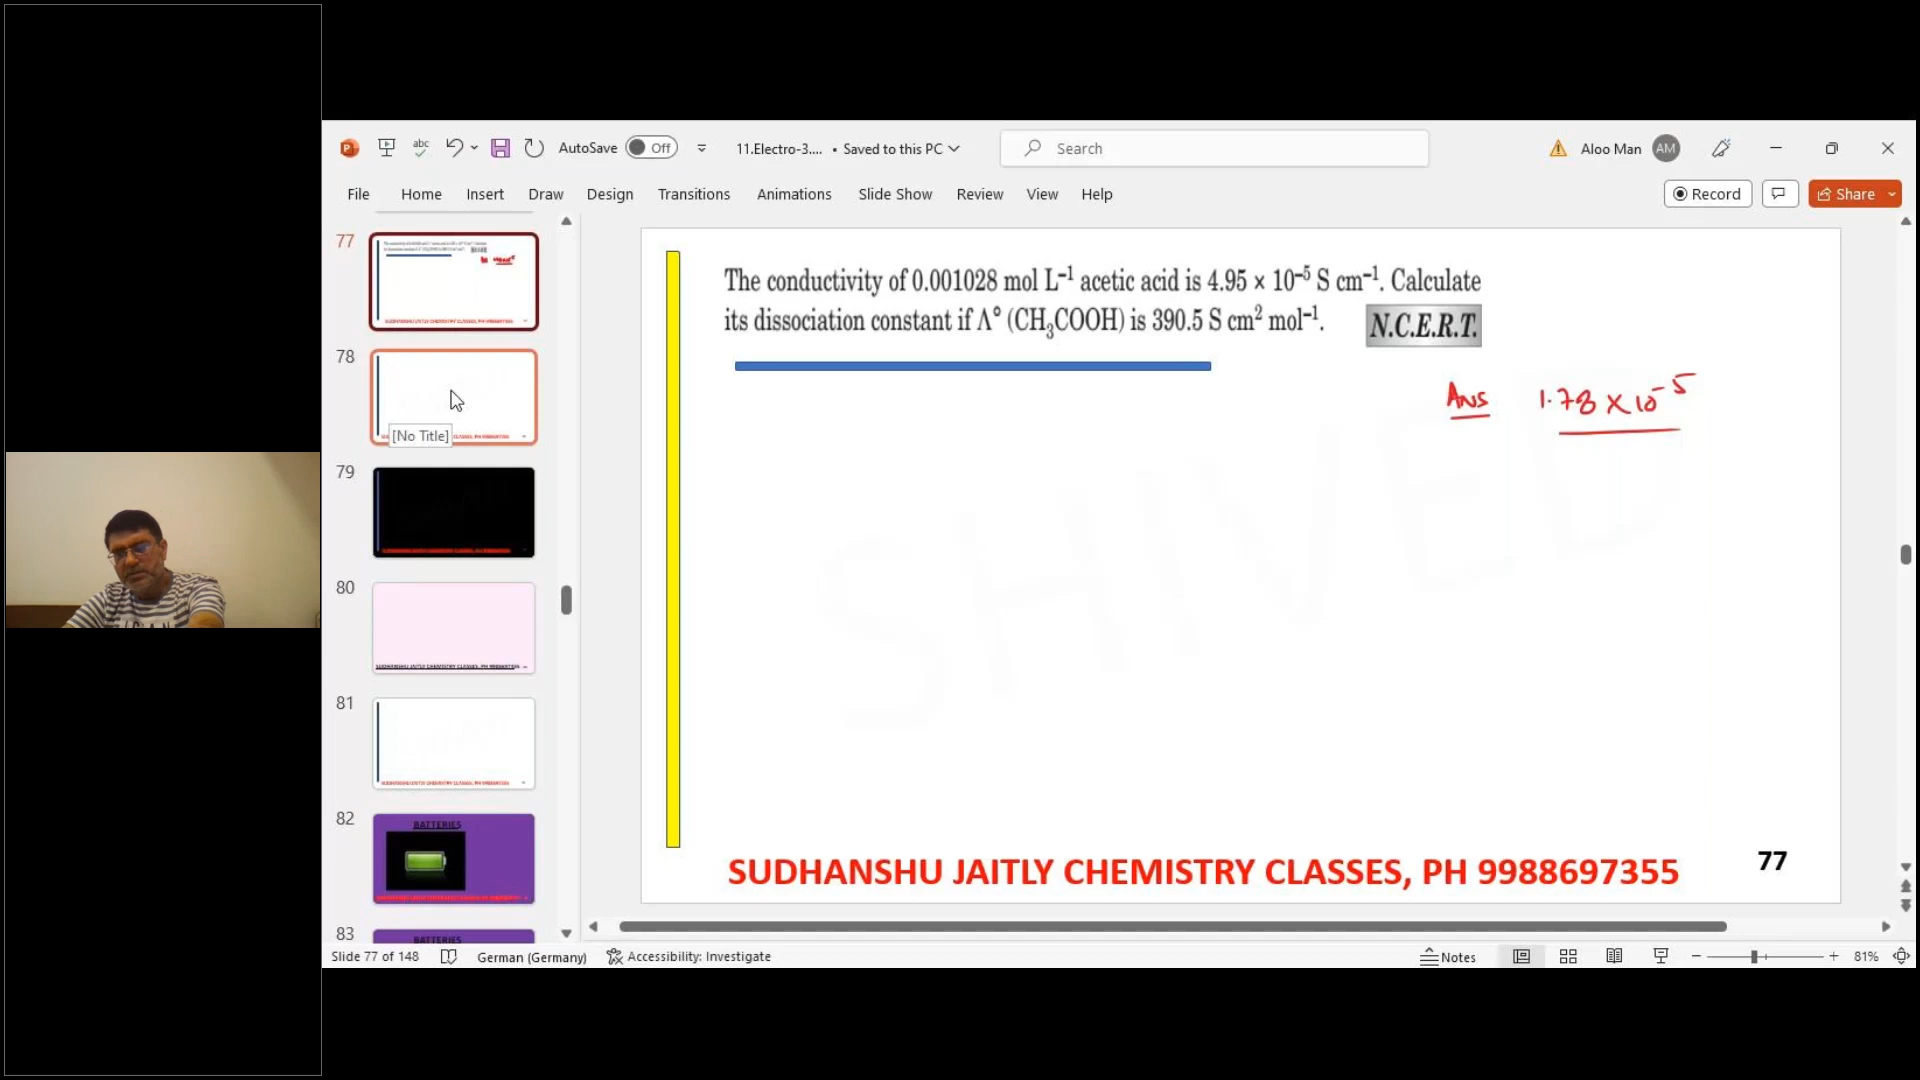 AutoSave Off 11.Electro-3.... • Saved to this PC Search Aloo Man AM
File Home Insert Draw Design Transitions Animations Slide Show Review View Help Record Share
77
78
[No Title]
79
80
81
82
BATTERIES
83
BATTERIES
The conductivity of 0.001028 mol L⁻¹ acetic acid is 4.95 × 10⁻⁵ S cm⁻¹. Calculate
its dissociation constant if Λ° (CH₃COOH) is 390.5 S cm² mol⁻¹.
N.C.E.R.T.
Ans 1.78 × 10⁻⁵
SHIVED
SUDHANSHU JAITLY CHEMISTRY CLASSES, PH 9988697355
77
Slide 77 of 148 German (Germany) Accessibility: Investigate Notes 81%